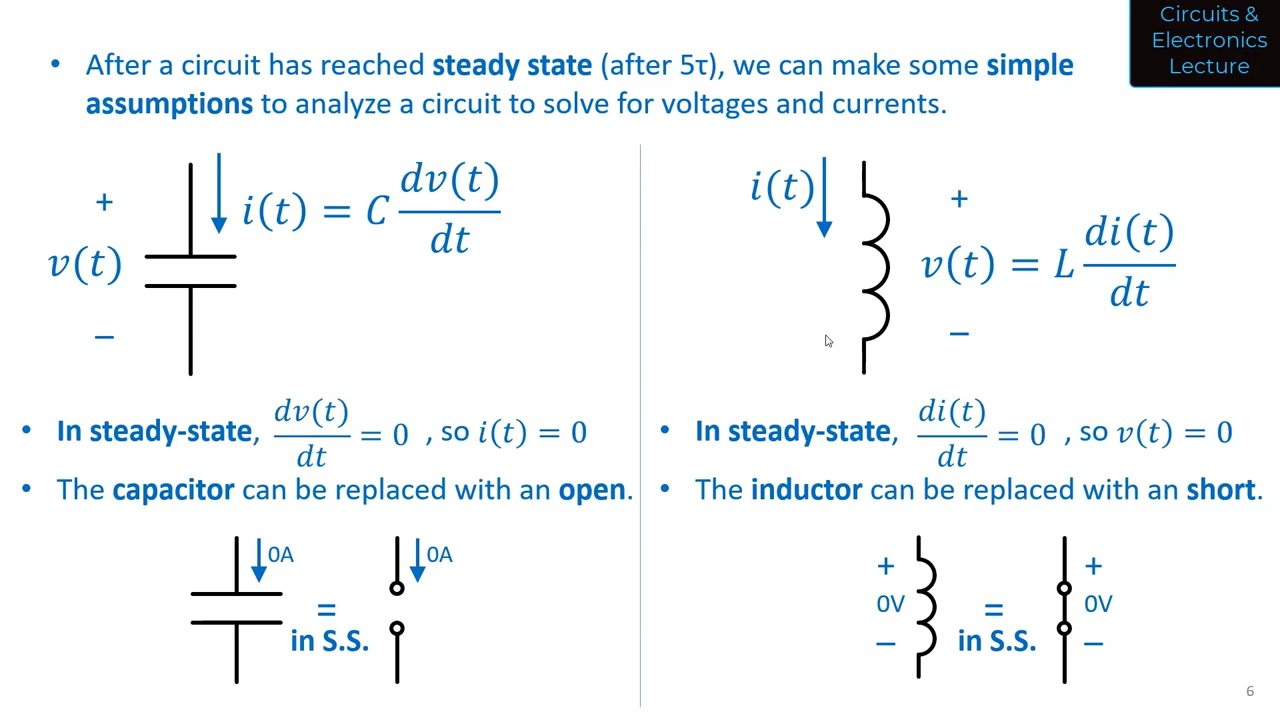 Circuits &
Electronics
Lecture
• After a circuit has reached steady state (after 5τ), we can make some simple
assumptions to analyze a circuit to solve for voltages and currents.
+
v(t)
–
i(t) = C dv(t)/dt
i(t)
+
v(t) = L di(t)/dt
–
• In steady-state, dv(t)/dt = 0 , so i(t) = 0
• The capacitor can be replaced with an open.
0A
=
in S.S.
0A
• In steady-state, di(t)/dt = 0 , so v(t) = 0
• The inductor can be replaced with an short.
+
0V
–
=
in S.S.
+
0V
–
6